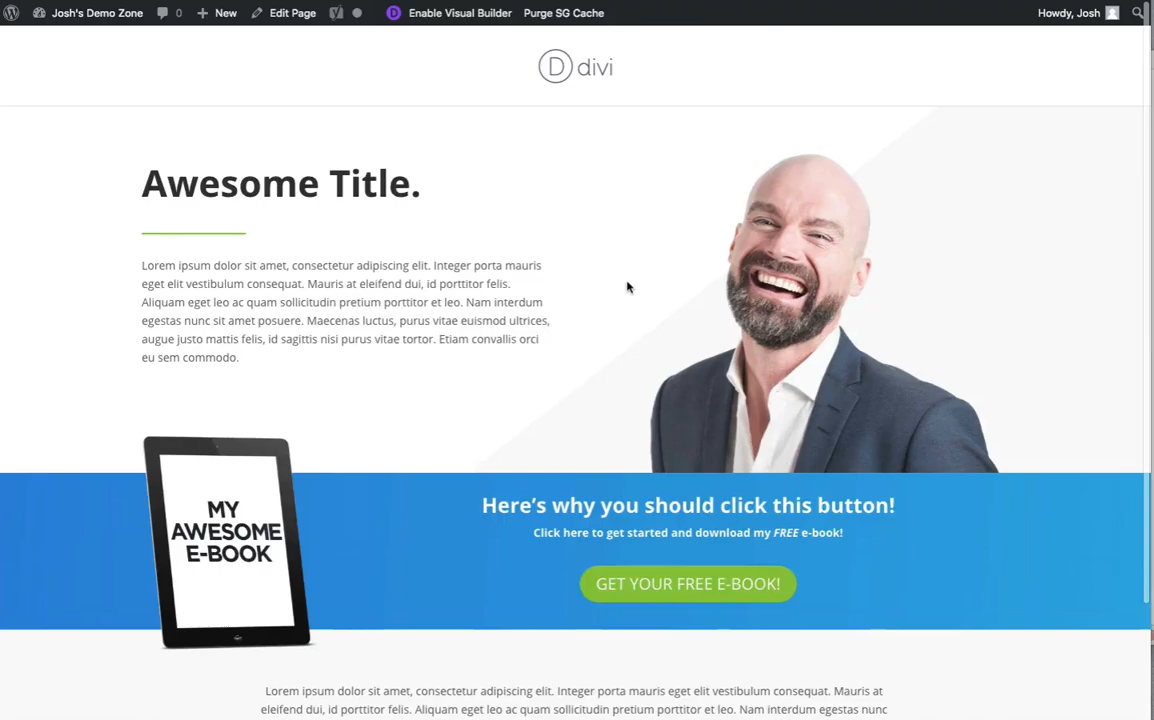 Josh's Demo Zone 0 New Edit Page Enable Visual Builder Purge SG Cache Howdy, Josh
D divi
Awesome Title.
Lorem ipsum dolor sit amet, consectetur adipiscing elit. Integer porta mauris
eget elit vestibulum consequat. Mauris at eleifend dui, id porttitor felis.
Aliquam eget leo ac quam sollicitudin pretium porttitor et leo. Nam interdum
egestas nunc sit amet posuere. Maecenas luctus, purus vitae euismod ultrices,
augue justo mattis felis, id sagittis nisi purus vitae tortor. Etiam convallis orci
eu sem commodo.
MY
AWESOME
E-BOOK
Here's why you should click this button!
Click here to get started and download my FREE e-book!
GET YOUR FREE E-BOOK!
Lorem ipsum dolor sit amet, consectetur adipiscing elit. Integer porta mauris eget elit vestibulum consequat. Mauris at
eleifend dui, id porttitor felis. Aliquam eget leo ac quam sollicitudin pretium porttitor et leo. Nam interdum egestas nunc